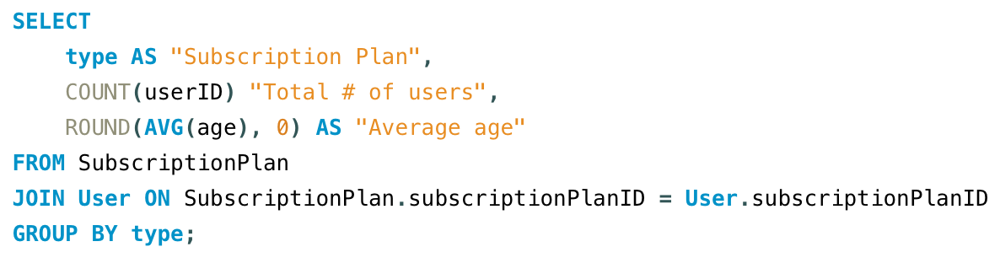 SELECT
    type AS "Subscription Plan",
    COUNT(userID) "Total # of users",
    ROUND(AVG(age), 0) AS "Average age"
FROM SubscriptionPlan
JOIN User ON SubscriptionPlan.subscriptionPlanID = User.subscriptionPlanID
GROUP BY type;